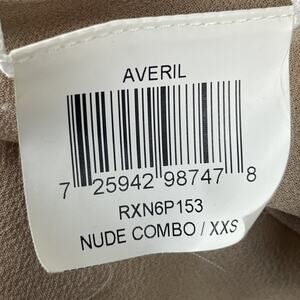 AVERIL
7 25942 98747 8
RXN6P153
NUDE COMBO / XXS